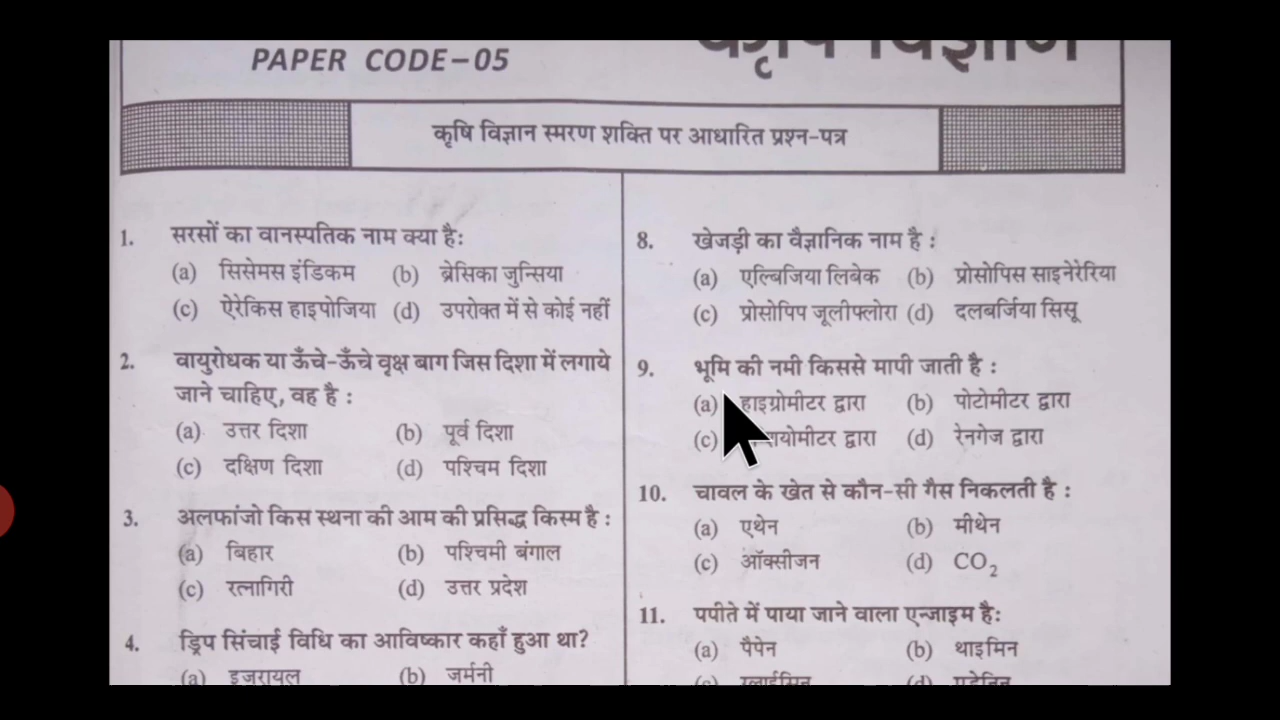 PAPER CODE-05
कृषि विज्ञान
कृषि विज्ञान स्मरण शक्ति पर आधारित प्रश्न-पत्र
1. सरसों का वानस्पतिक नाम क्या है:
(a) सिसेमस इंडिकम (b) ब्रेसिका जुन्सिया
(c) ऐरेकिस हाइपोजिया (d) उपरोक्त में से कोई नहीं
2. वायुरोधक या ऊँचे-ऊँचे वृक्ष बाग जिस दिशा में लगाये
जाने चाहिए, वह है :
(a) उत्तर दिशा (b) पूर्व दिशा
(c) दक्षिण दिशा (d) पश्चिम दिशा
3. अलफांजो किस स्थना की आम की प्रसिद्ध किस्म है :
(a) बिहार (b) पश्चिमी बंगाल
(c) रत्नागिरी (d) उत्तर प्रदेश
4. ड्रिप सिंचाई विधि का आविष्कार कहाँ हुआ था?
(a) इजरायल (b) जर्मनी
8. खेजड़ी का वैज्ञानिक नाम है :
(a) एल्बिजिया लिबेक (b) प्रोसोपिस साइनेरेरिया
(c) प्रोसोपिप जूलीफ्लोरा (d) दलबर्जिया सिसू
9. भूमि की नमी किससे मापी जाती है :
(a) हाइग्रोमीटर द्वारा (b) पोटोमीटर द्वारा
(c) द्वारा (d) रेनगेज द्वारा
10. चावल के खेत से कौन-सी गैस निकलती है :
(a) एथेन (b) मीथेन
(c) ऑक्सीजन (d) CO₂
11. पपीते में पाया जाने वाला एन्जाइम है:
(a) पैपेन (b) थाइमिन
(c) (d)